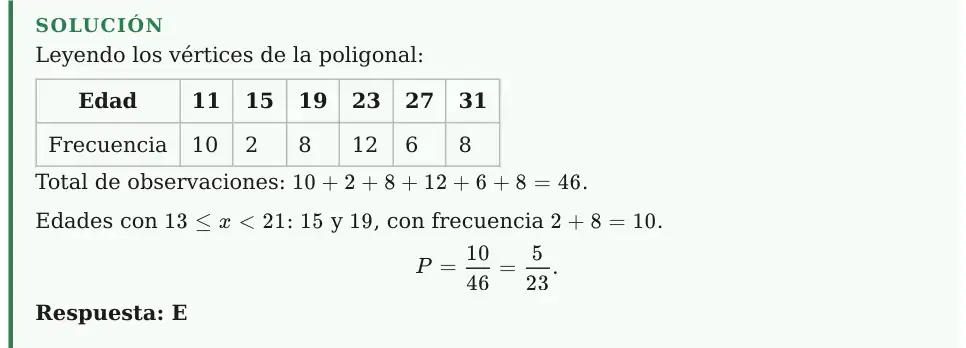 SOLUCIÓN
Leyendo los vértices de la poligonal:
Edad 11 15 19 23 27 31
Frecuencia 10 2 8 12 6 8
Total de observaciones: 10 + 2 + 8 + 12 + 6 + 8 = 46.
Edades con 13 ≤ x < 21: 15 y 19, con frecuencia 2 + 8 = 10.
P = 10/46 = 5/23.
Respuesta: E